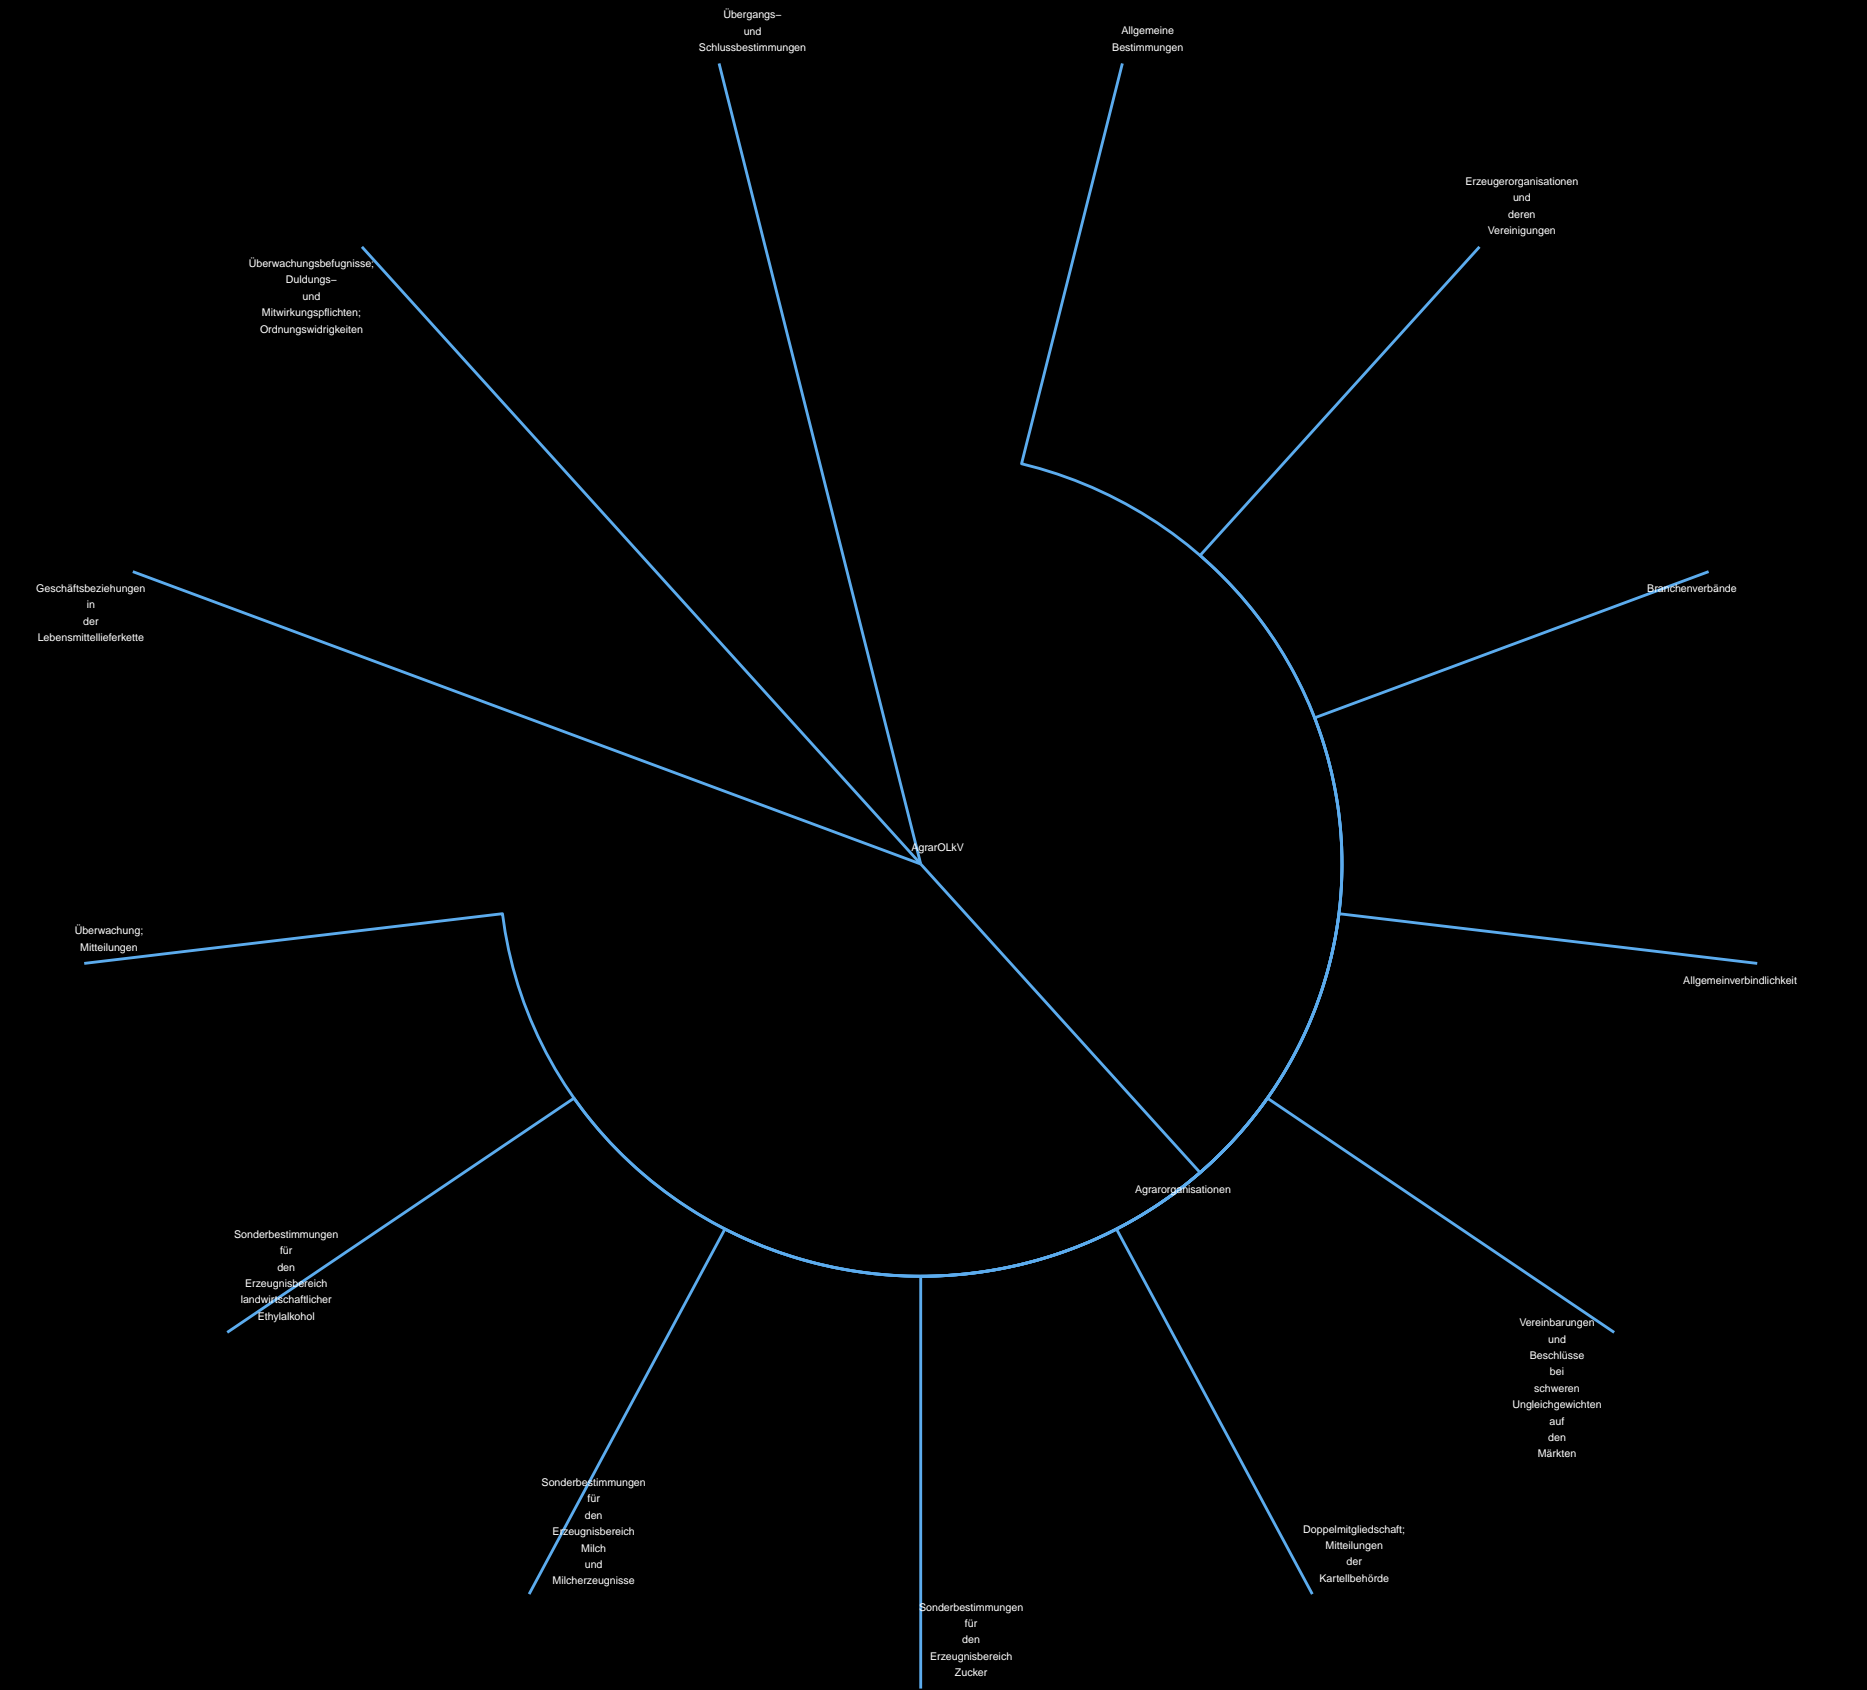 Übergangs–
und
Schlussbestimmungen
Allgemeine
Bestimmungen
Erzeugerorganisationen
und
deren
Vereinigungen
Überwachungsbefugnisse;
Duldungs–
und
Mitwirkungspflichten;
Ordnungswidrigkeiten
Geschäftsbeziehungen
in
der
Lebensmittellieferkette
Branchenverbände
AgrarOLkV
Überwachung;
Mitteilungen
Allgemeinverbindlichkeit
Agrarorganisationen
Sonderbestimmungen
für
den
Erzeugnisbereich
landwirtschaftlicher
Ethylalkohol
Vereinbarungen
und
Beschlüsse
bei
schweren
Ungleichgewichten
auf
den
Märkten
Sonderbestimmungen
für
den
Erzeugnisbereich
Milch
und
Milcherzeugnisse
Doppelmitgliedschaft;
Mitteilungen
der
Kartellbehörde
Sonderbestimmungen
für
den
Erzeugnisbereich
Zucker